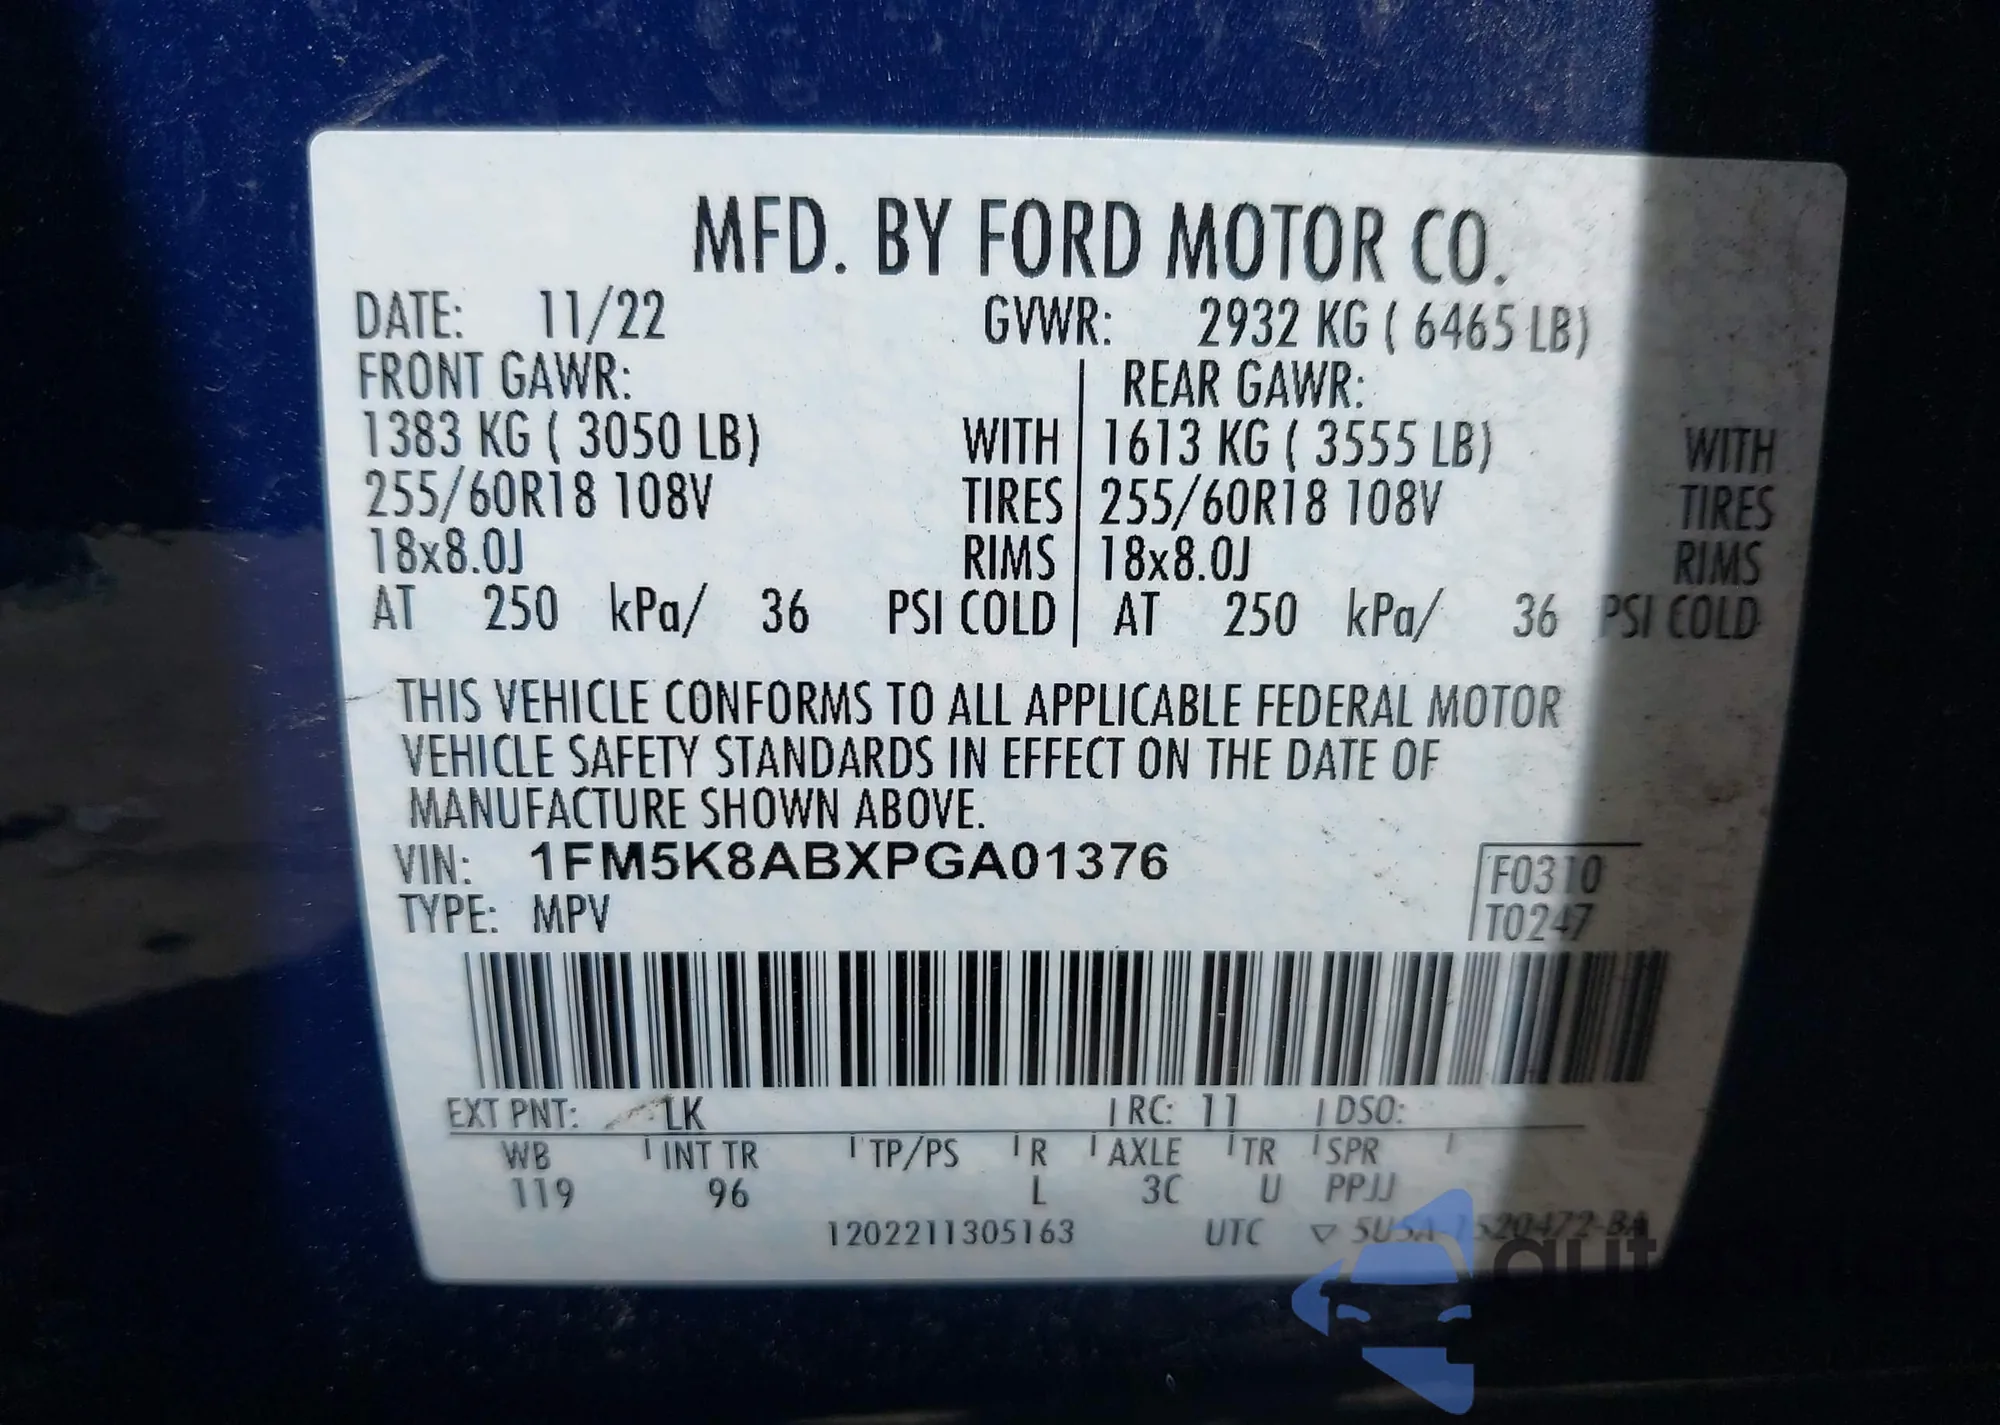 MFD. BY FORD MOTOR CO.
DATE: 11/22 GVWR: 2932 KG ( 6465 LB)
FRONT GAWR: REAR GAWR:
1383 KG ( 3050 LB) WITH 1613 KG ( 3555 LB) WITH
255/60R18 108V TIRES 255/60R18 108V TIRES
18x8.0J RIMS 18x8.0J RIMS
AT 250 kPa/ 36 PSI COLD AT 250 kPa/ 36 PSI COLD
THIS VEHICLE CONFORMS TO ALL APPLICABLE FEDERAL MOTOR
VEHICLE SAFETY STANDARDS IN EFFECT ON THE DATE OF
MANUFACTURE SHOWN ABOVE.
VIN: 1FM5K8ABXPGA01376
F0310
TYPE: MPV
T0247
EXT PNT: LK RC: 11 DSO:
WB INT TR TP/PS R AXLE TR SPR
119 96 L 3C U PPJJ
1202211305163 UTC